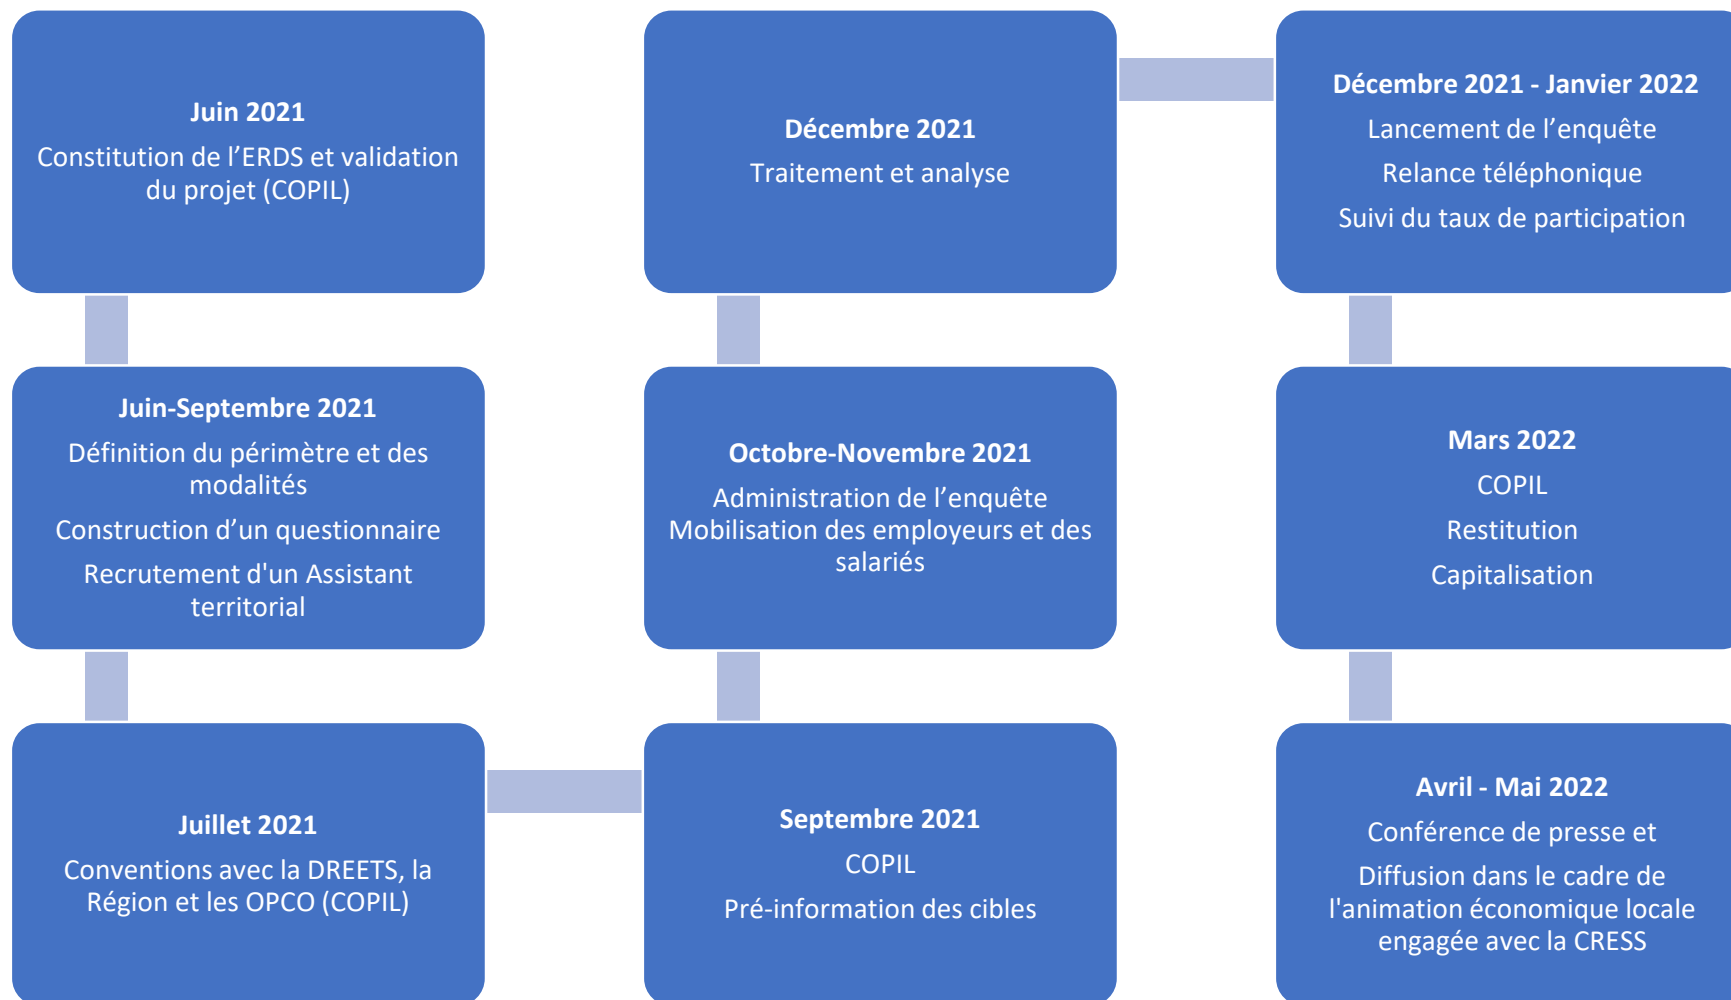 Juin 2021
Constitution de l’ERDS et validation
du projet (COPIL)
Juin-Septembre 2021
Définition du périmètre et des
modalités
Construction d’un questionnaire
Recrutement d'un Assistant
territorial
Juillet 2021
Conventions avec la DREETS, la
Région et les OPCO (COPIL)
Septembre 2021
COPIL
Pré-information des cibles
Octobre-Novembre 2021
Administration de l’enquête
Mobilisation des employeurs et des
salariés
Décembre 2021
Traitement et analyse
Décembre 2021 - Janvier 2022
Lancement de l’enquête
Relance téléphonique
Suivi du taux de participation
Mars 2022
COPIL
Restitution
Capitalisation
Avril - Mai 2022
Conférence de presse et
Diffusion dans le cadre de
l'animation économique locale
engagée avec la CRESS